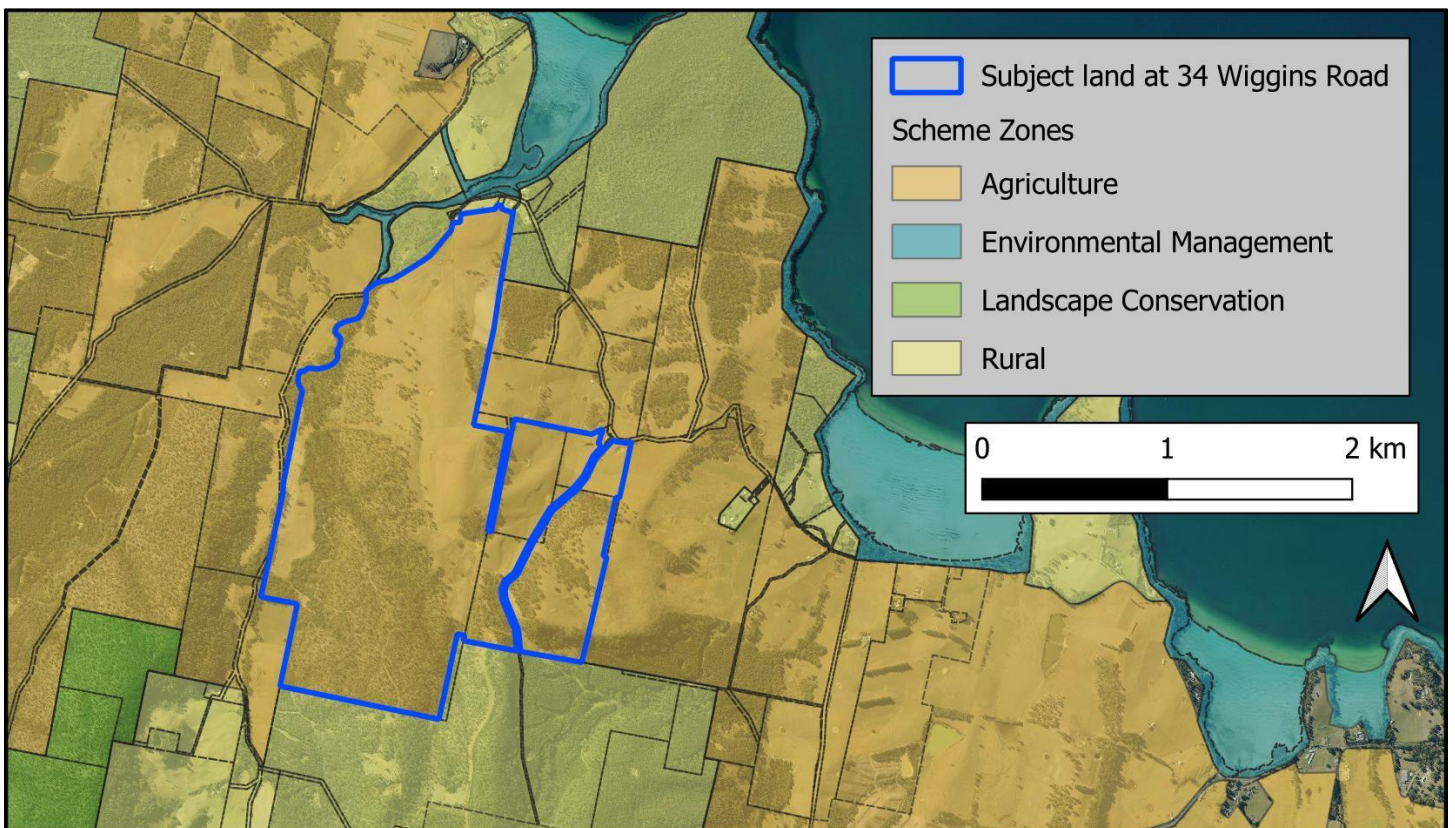 Subject land at 34 Wiggins Road
Scheme Zones
Agriculture
Environmental Management
Landscape Conservation
Rural
0 1 2 km